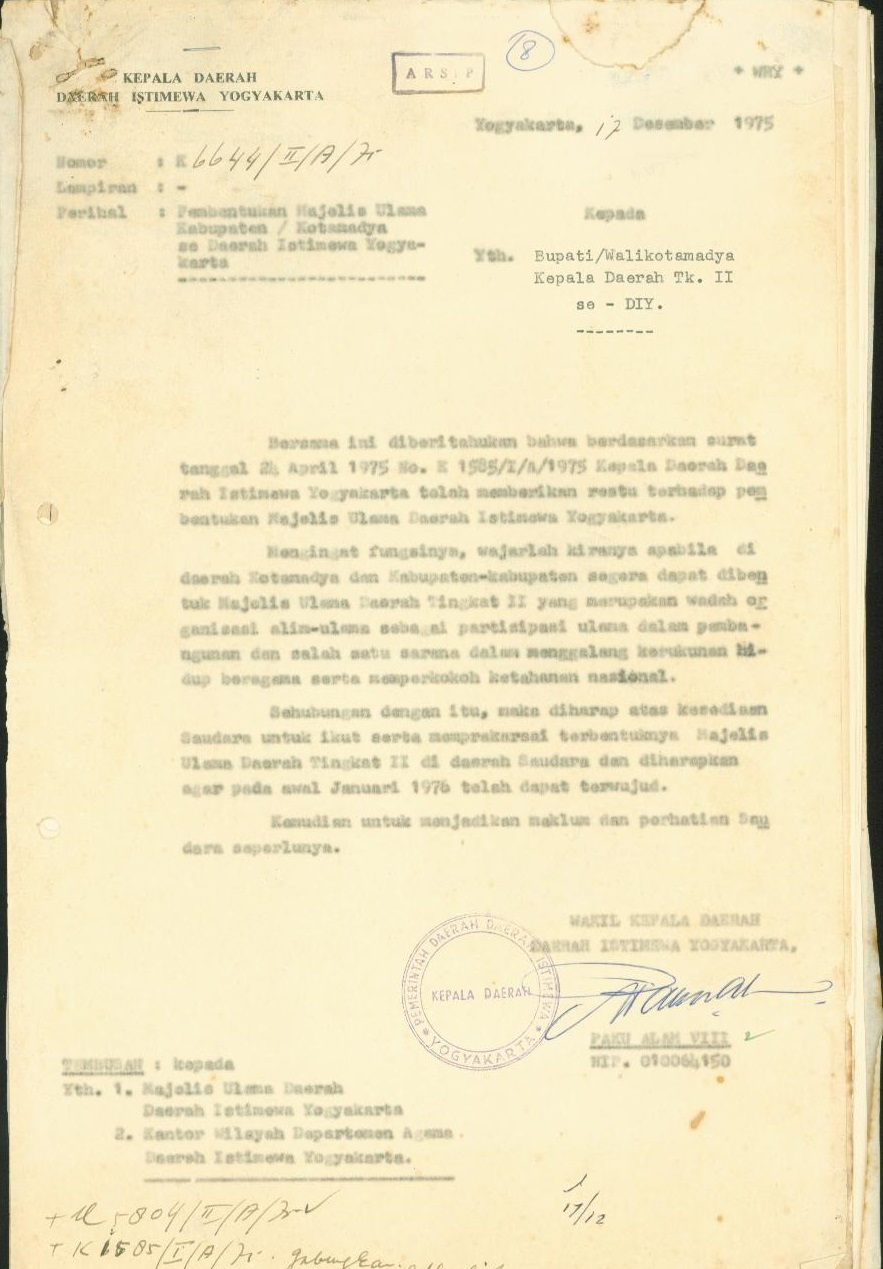 8
ARSIP
* WRY *
KEPALA DAERAH
DAERAH ISTIMEWA YOGYAKARTA
Yogyakarta, 17 Desember 1975
Nomor : K 6644/II/A/75
Lampiran : -
Perihal : Pembentukan Majelis Ulama
Kabupaten / Kotamadya
se Daerah Istimewa Yogya-
karta
Kepada
Yth. Bupati/Walikotamadya
Kepala Daerah Tk. II
se - DIY.
Bersama ini diberitahukan bahwa berdasarkan surat
tanggal 24 April 1975 No. K 1585/I/A/1975 Kepala Daerah Dae
rah Istimewa Yogyakarta telah memberikan restu terhadap pem
bentukan Majelis Ulama Daerah Istimewa Yogyakarta.
Mengingat fungsinya, wajarlah kiranya apabila di
daerah Kotamadya dan Kabupaten-kabupaten segera dapat diben
tuk Majelis Ulama Daerah Tingkat II yang merupakan wadah or
ganisasi alim-ulama sebagai partisipasi ulama dalam pemba-
ngunan dan salah satu sarana dalam menggalang kerukunan hi-
dup beragama serta memperkokoh ketahanan nasional.
Sehubungan dengan itu, maka diharap atas kesediaan
Saudara untuk ikut serta memprakarsai terbentuknya Majelis
Ulama Daerah Tingkat II di daerah Saudara dan diharapkan
agar pada awal Januari 1976 telah dapat terwujud.
Kemudian untuk menjadikan maklum dan perhatian Sau
dara seperlunya.
WAKIL KEPALA DAERAH
DAERAH ISTIMEWA YOGYAKARTA,
PEMERINTAH DAERAH DAERAH ISTIMEWA
KEPALA DAERAH
* YOGYAKARTA *
PAKU ALAM VIII
NIP. 010064150
TEMBUSAN : kepada
Yth. 1. Majelis Ulama Daerah
Daerah Istimewa Yogyakarta
2. Kantor Wilayah Departemen Agama
Daerah Istimewa Yogyakarta.
17/12
5804/II/A/75
+ K 1585/I/A/75.